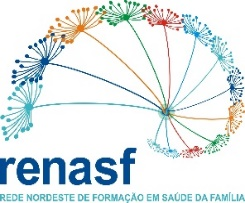 renasf
REDE NORDESTE DE FORMAÇÃO EM SAÚDE DA FAMÍLIA